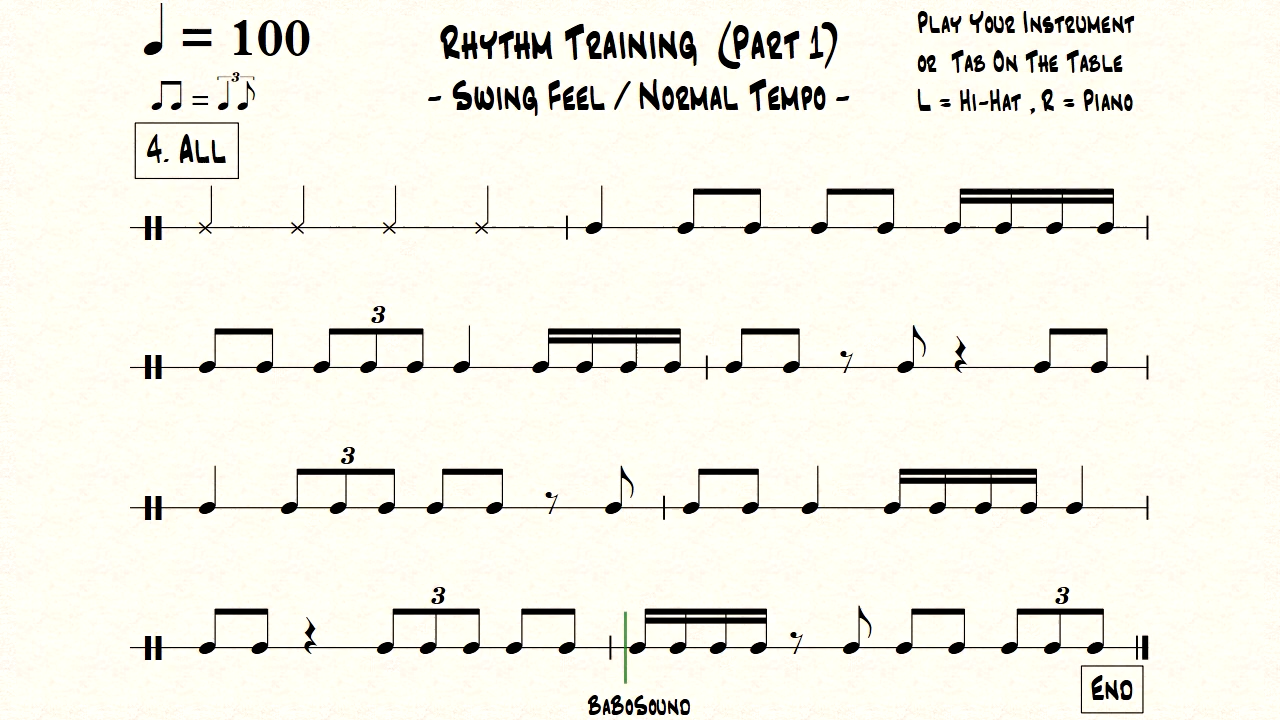 = 100
Rhythm Training (Part 1)
Play Your Instrument
or Tab On The Table
= 3
- Swing Feel / Normal Tempo -
L = Hi-Hat , R = Piano
4. All
3
3
3
3
End
BaBoSound